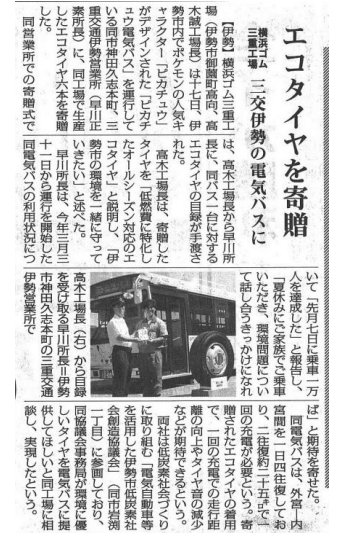 エコタイヤを寄贈
横浜ゴム
三重工場
三交伊勢の電気バスに
【伊勢】横浜ゴム三重工
場(伊勢市御薗町高向、高
木誠工場長)は十七日、伊
勢市内でポケモンの人気キ
ャラクター「ピカチュウ」
がデザインされた「ピカチ
ュウ電気バス」を運行して
いる同市神田久志本町、三
重交通伊勢営業所(早川正
素所長)に、同工場で生産
したエコタイヤ六本を寄贈
した。
同営業所での寄贈式で
は、高木工場長から早川所
長に、同バス一台に対する
エコタイヤの目録が手渡さ
れた。
高木工場長は、寄贈した
タイヤを「低燃費に特化し
たオールシーズン対応のエ
コタイヤ」と説明し、「伊
勢市の環境を一緒に守って
いきたい」と述べた。
早川所長は、今年三月三
十一日から運行を開始した
同電気バスの利用状況につ
いて「先月七日に乗車一万
人を達成した」と報告し、
「夏休みにご家族でご乗車
いただき、環境問題につい
て話し合うきっかけになれ
ば」と期待を寄せた。
同電気バスは、外宮―内
宮間を一日四往復してお
り、二往復約二十五㌔で一
回の充電が必要という。寄
贈されたエコタイヤの着用
で、一回の充電での走行距
離の向上やタイヤ音の減少
などが期待できるという。
両社は低炭素社会づくり
に取り組む「電気自動車等
を活用した伊勢市低炭素社
会創造協議会」(同市岩渕
一丁目)に参画しており、
同協議会事務局が環境に優
しいタイヤを電気バスに提
供してほしいと同工場に相
談し、実現したという。
高木工場長(右)から目録
を受け取る早川所長=伊勢
市神田久志本町の三重交通
伊勢営業所で